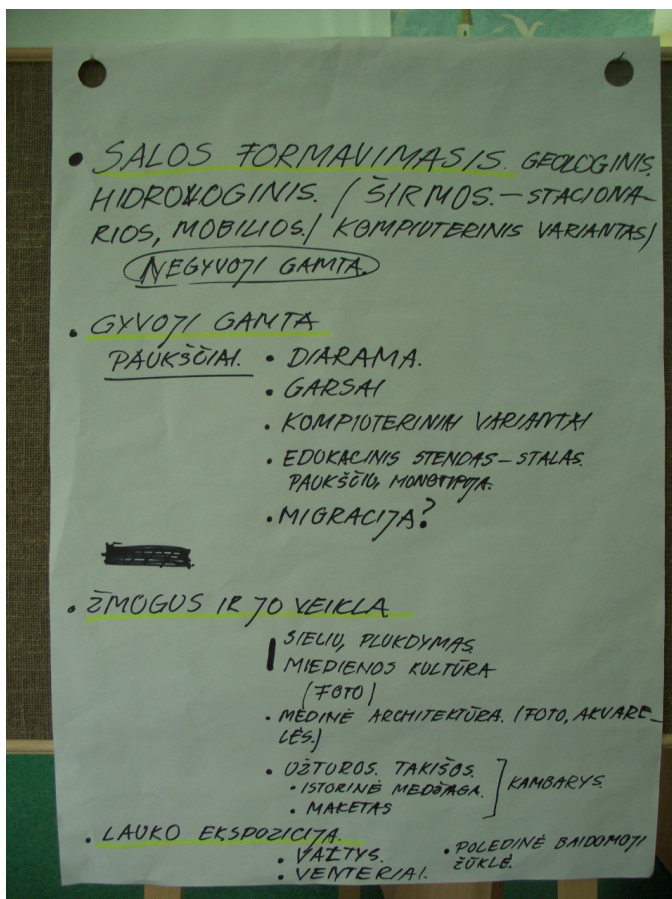 • SALOS FORMAVIMASIS. GEOLOGINIS,
HIDROLOGINIS. / ŠIRMOS. – STACIONA-
RIOS, MOBILIOS. / KOMPIUTERINIS VARIANTAS /
NEGYVOJI GAMTA.
• GYVOJI GAMTA
PAUKŠČIAI. • DIARAMA.
• GARSAI
• KOMPIUTERINIAI VARIANTAI
• EDUKACINIS STENDAS – STALAS.
PAUKŠČIŲ, MONOTIPIJA.
• MIGRACIJA?
• ŽMOGUS IR JO VEIKLA
SIELIŲ, PLUKDYMAS
MIEDIENOS KULTŪRA
(FOTO)
• MEDINĖ ARCHITEKTŪRA. (FOTO, AKVARE-
LĖS.)
• UŽTUROS. TAKIŠOS.
• ISTORINĖ MEDŽIAGA. ] KAMBARYS.
• MAKETAS
• LAUKO EKSPOZICIJA.
• VALTYS. • POLEDINĖ BAIDOMOJI
• VENTERIAI. ŽŪKLĖ.